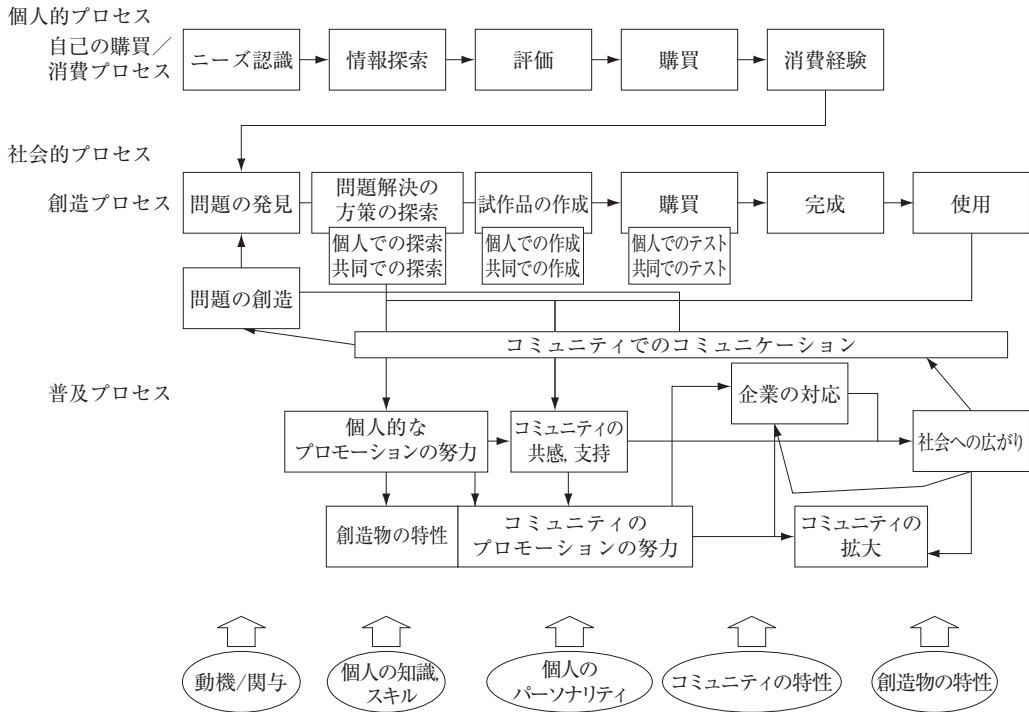 個人的プロセス
自己の購買／
消費プロセス
ニーズ認識
情報探索
評価
購買
消費経験
社会的プロセス
創造プロセス
問題の発見
問題解決の
方策の探索
試作品の作成
購買
完成
使用
個人での探索
共同での探索
個人での作成
共同での作成
個人でのテスト
共同でのテスト
問題の創造
コミュニティでのコミュニケーション
普及プロセス
企業の対応
個人的な
プロモーションの努力
コミュニティの
共感, 支持
社会への広がり
創造物の特性
コミュニティの
プロモーションの努力
コミュニティの
拡大
動機/関与
個人の知識,
スキル
個人の
パーソナリティ
コミュニティの特性
創造物の特性